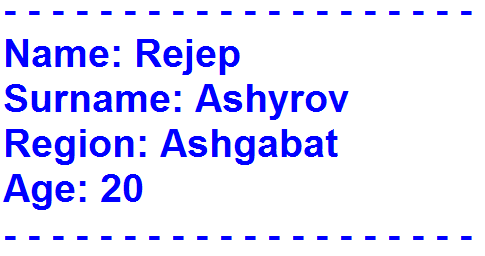 - - - - - - - - - - - - - - - - - - - -
Name: Rejep
Surname: Ashyrov
Region: Ashgabat
Age: 20
- - - - - - - - - - - - - - - - - - - -